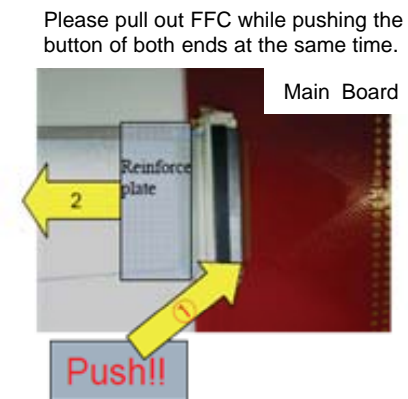 Please pull out FFC while pushing the
button of both ends at the same time.
Main Board
Reinforce
plate
2
①
Push!!